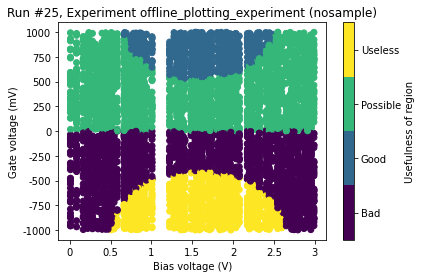 Run #25, Experiment offline_plotting_experiment (nosample)
1000
750
500
250
0
-250
-500
-750
-1000
Gate voltage (mV)
0 0.5 1 1.5 2 2.5 3
Bias voltage (V)
Useless
Possible
Good
Bad
Usefulness of region